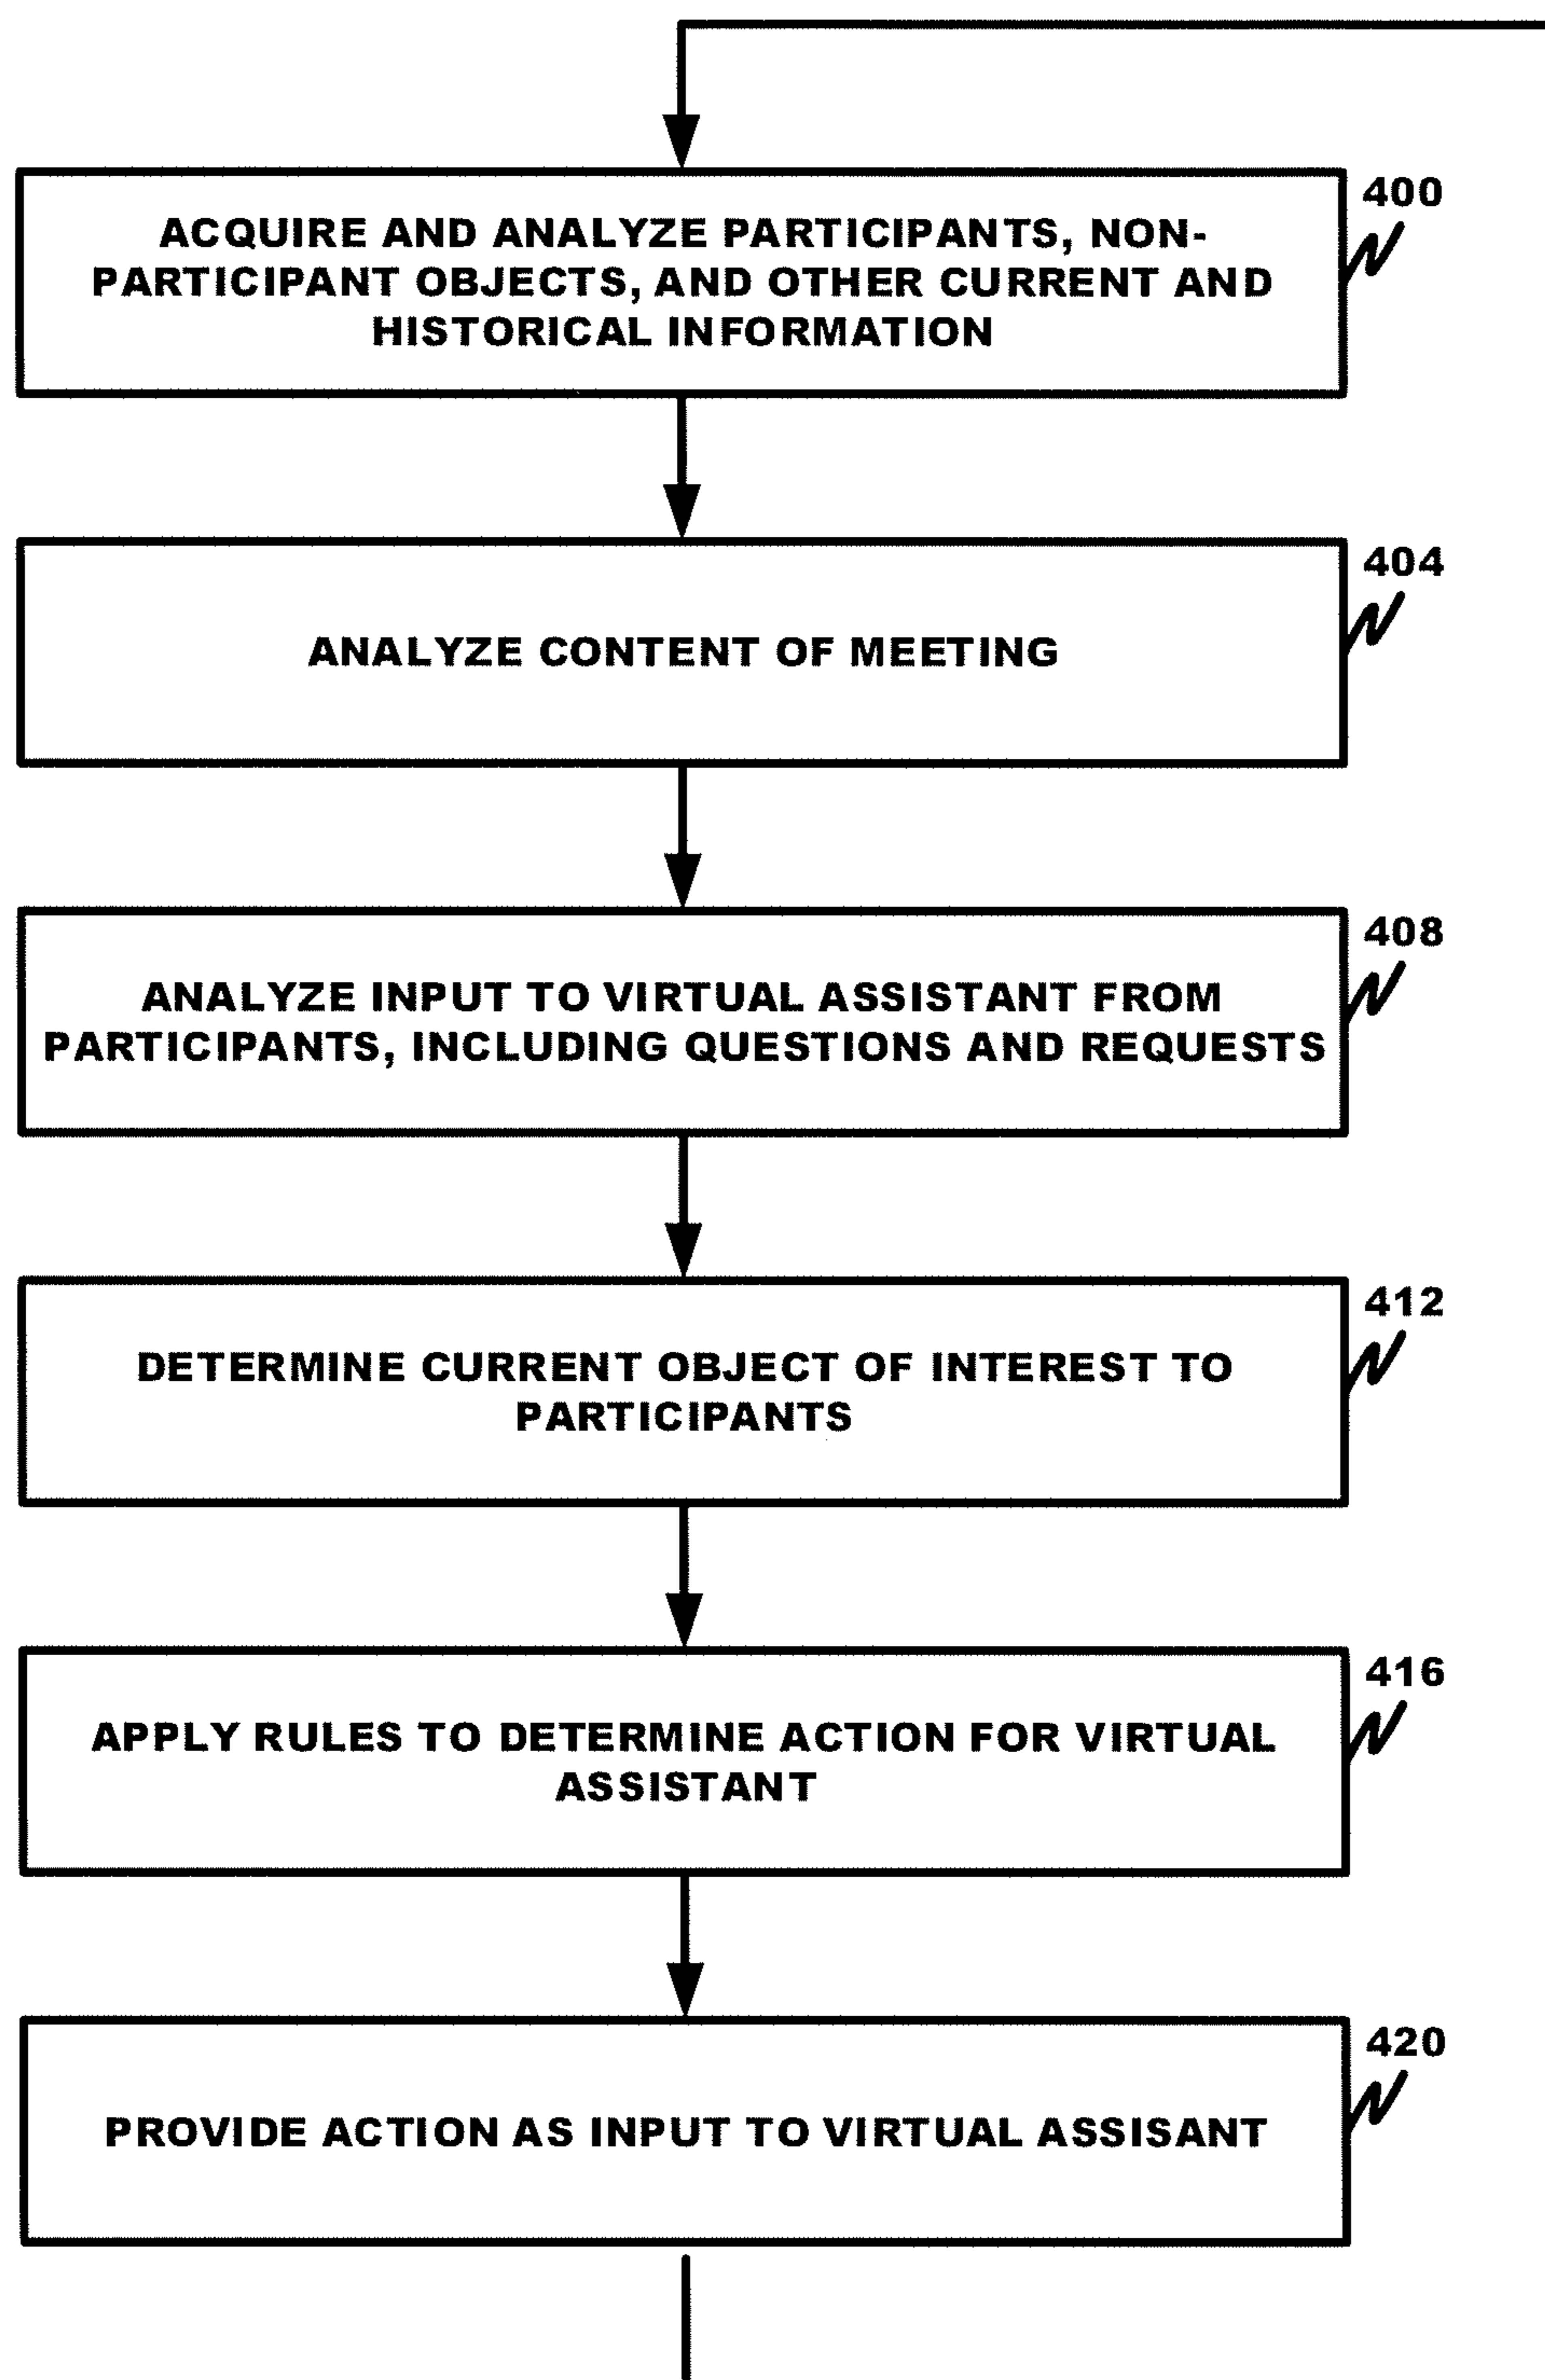 400
ACQUIRE AND ANALYZE PARTICIPANTS, NON-
PARTICIPANT OBJECTS, AND OTHER CURRENT AND
HISTORICAL INFORMATION
404
ANALYZE CONTENT OF MEETING
408
ANALYZE INPUT TO VIRTUAL ASSISTANT FROM
PARTICIPANTS, INCLUDING QUESTIONS AND REQUESTS
412
DETERMINE CURRENT OBJECT OF INTEREST TO
PARTICIPANTS
416
APPLY RULES TO DETERMINE ACTION FOR VIRTUAL
ASSISTANT
420
PROVIDE ACTION AS INPUT TO VIRTUAL ASSISANT